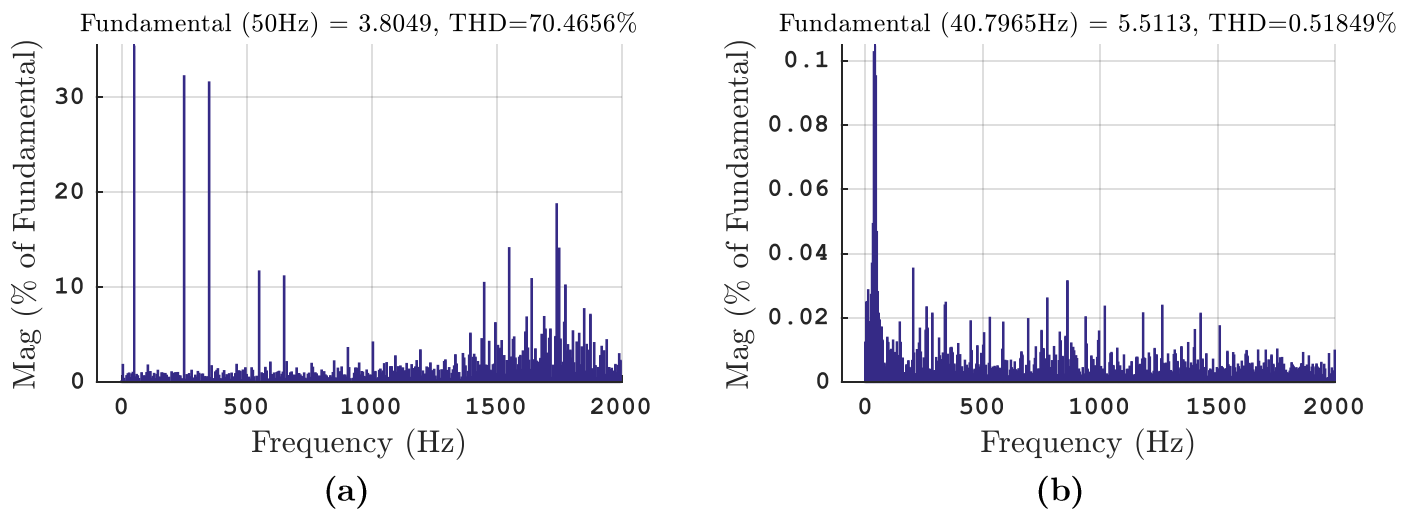 Fundamental (50Hz) = 3.8049, THD=70.4656%
Mag (% of Fundamental)
30
20
10
0
0 500 1000 1500 2000
Frequency (Hz)
(a)
Fundamental (40.7965Hz) = 5.5113, THD=0.51849%
Mag (% of Fundamental)
0.1
0.08
0.06
0.04
0.02
0
0 500 1000 1500 2000
Frequency (Hz)
(b)